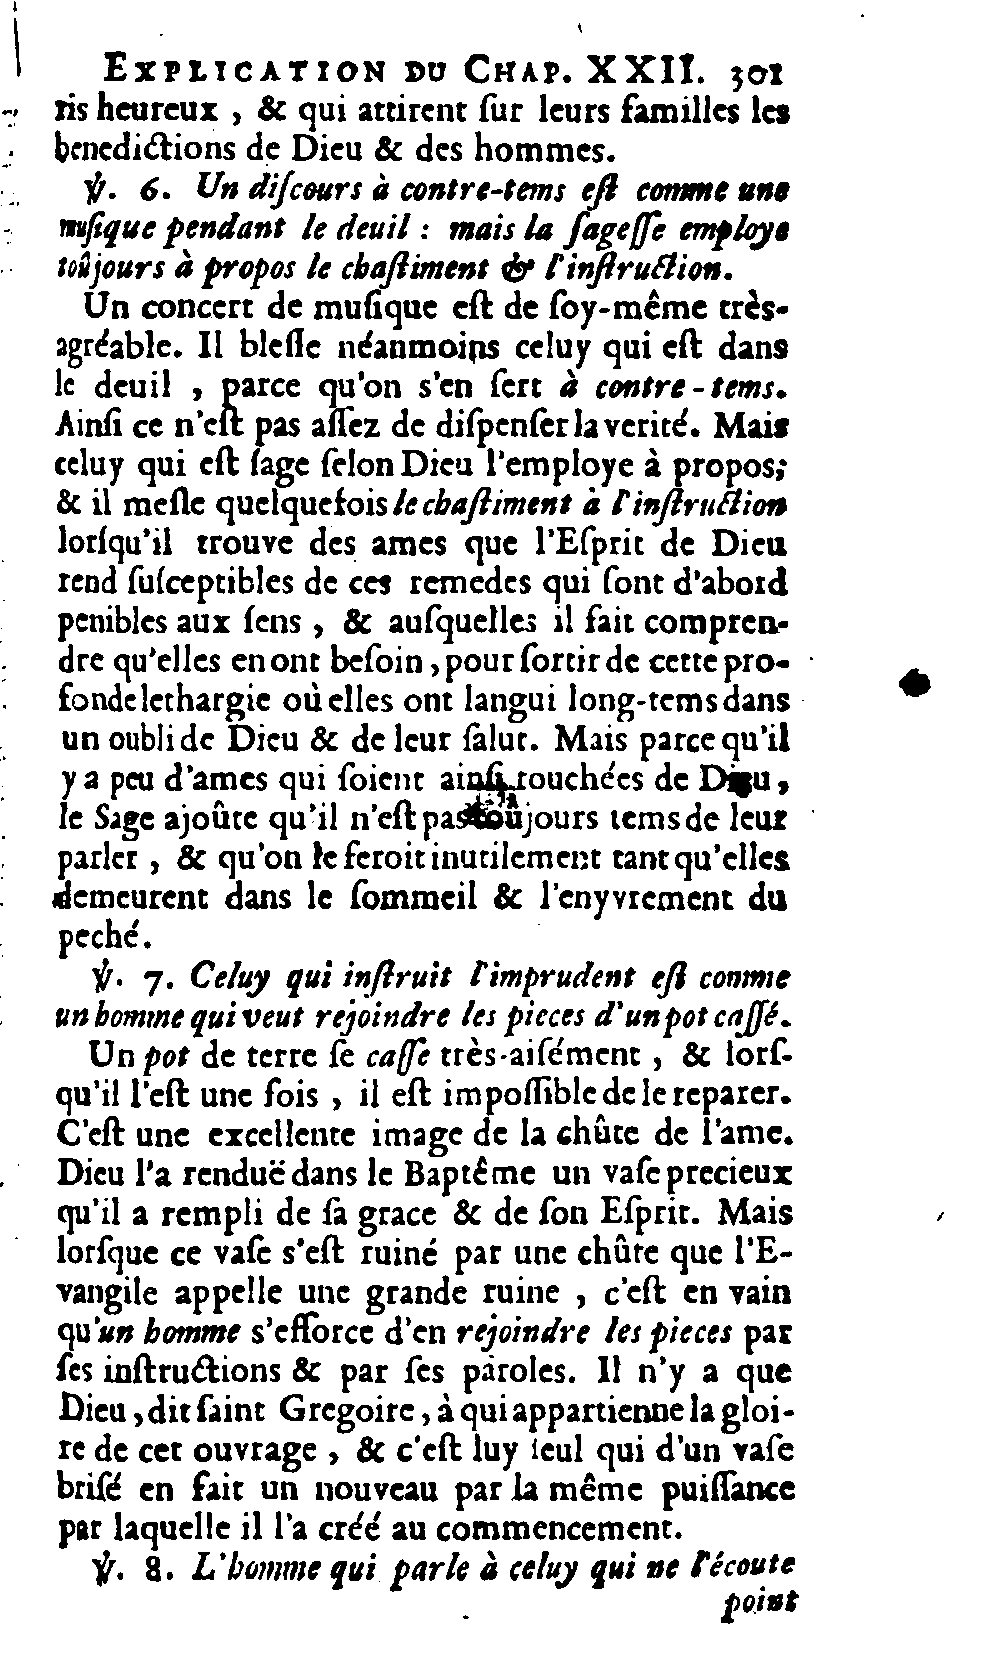 EXPLICATION DU CHAP. XXII. 301
ris heureux , & qui attirent ſur leurs familles les
benedictions de Dieu & des hommes.
℣. 6. Un diſcours à contre-tems eſt comme une
muſique pendant le deuil : mais la ſageſſe employe
toûjours à propos le chaſtiment & l'inſtruction.
Un concert de muſique eſt de ſoy-même très-
agréable. Il bleſſe néanmoins celuy qui eſt dans
le deuil , parce qu'on s'en ſert à contre-tems.
Ainſi ce n'eſt pas aſſez de diſpenſer la verité. Mais
celuy qui eſt ſage ſelon Dieu l'employe à propos;
& il meſle quelquefois le chaſtiment à l'inſtruction
lorſqu'il trouve des ames que l'Eſprit de Dieu
rend ſuſceptibles de ces remedes qui ſont d'abord
penibles aux ſens , & auſquelles il fait compren-
dre qu'elles en ont beſoin, pour ſortir de cette pro-
fonde lethargie où elles ont langui long-tems dans
un oubli de Dieu & de leur ſalut. Mais parce qu'il
y a peu d'ames qui ſoient ainſi touchées de Dieu,
le Sage ajoûte qu'il n'eſt pas toujours tems de leur
parler , & qu'on le feroit inutilement tant qu'elles
demeurent dans le ſommeil & l'enyvrement du
peché.
℣. 7. Celuy qui inſtruit l'imprudent eſt comme
un homme qui veut rejoindre les pieces d'un pot caſſé.
Un pot de terre ſe caſſe très-aiſément , & lorſ-
qu'il l'eſt une fois , il eſt impoſſible de le reparer.
C'eſt une excellente image de la chûte de l'ame.
Dieu l'a renduë dans le Baptême un vaſe precieux
qu'il a rempli de ſa grace & de ſon Eſprit. Mais
lorſque ce vaſe s'eſt ruiné par une chûte que l'E-
vangile appelle une grande ruine , c'eſt en vain
qu'un homme s'efforce d'en rejoindre les pieces par
ſes inſtructions & par ſes paroles. Il n'y a que
Dieu, dit ſaint Gregoire, à qui appartienne la gloi-
re de cet ouvrage , & c'eſt luy ſeul qui d'un vaſe
briſé en fait un nouveau par la même puiſſance
par laquelle il l'a créé au commencement.
℣. 8. L'homme qui parle à celuy qui ne l'écoute
point